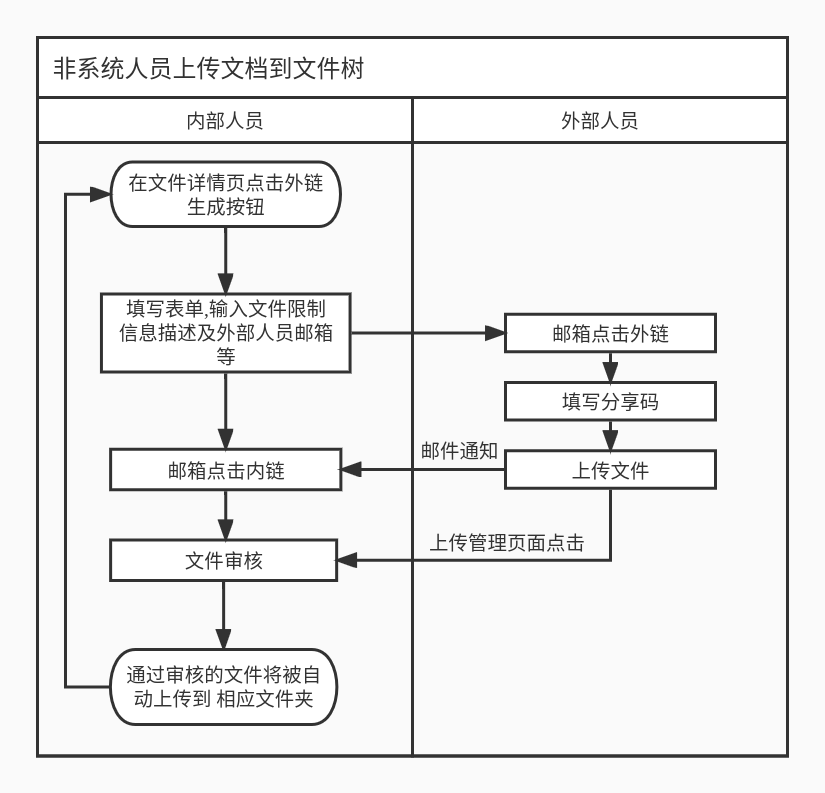 非系统人员上传文档到文件树
内部人员
外部人员
在文件详情页点击外链
生成按钮
填写表单,输入文件限制
信息描述及外部人员邮箱
等
邮箱点击外链
填写分享码
邮件通知
上传文件
邮箱点击内链
上传管理页面点击
文件审核
通过审核的文件将被自
动上传到 相应文件夹